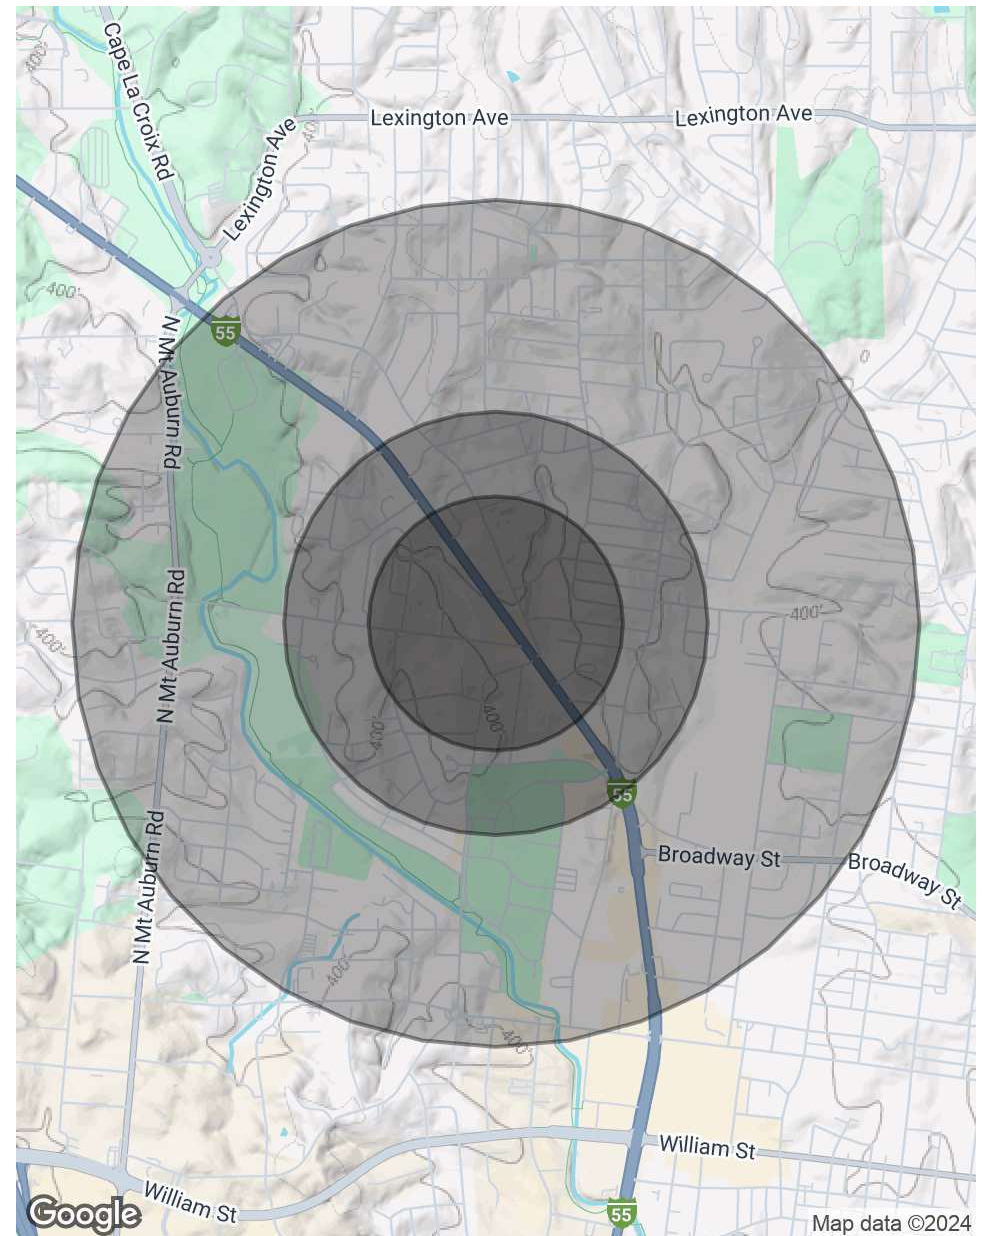 400'
Cape La Croix Rd
Lexington Ave
Lexington Ave
Lexington Ave
400'
400'
55
N Mt Auburn Rd
0
N Mt Auburn Rd
400'
400'
400'
400'
55
N Mt Auburn Rd
Broadway St
Broadway St
400'
400'
William St
William St
55
Google
Map data ©2024